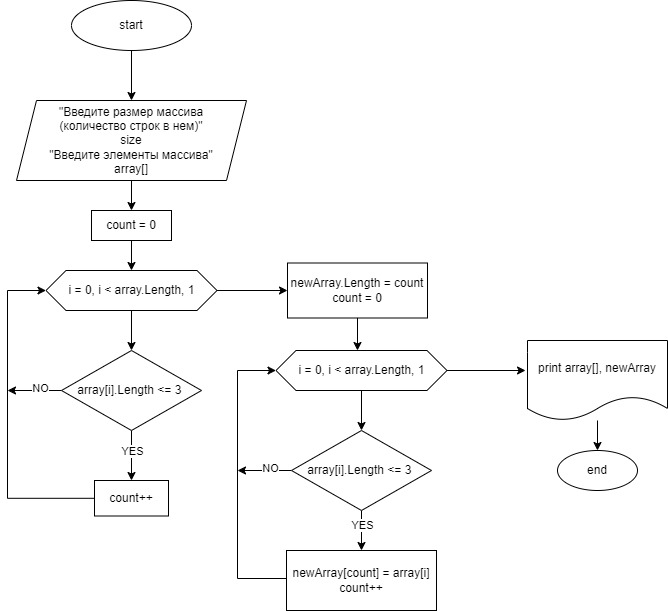 start
"Введите размер массива
(количество строк в нем)"
size
"Введите элементы массива"
array[]
count = 0
i = 0, i < array.Length, 1
array[i].Length <= 3
NO
YES
count++
newArray.Length = count
count = 0
i = 0, i < array.Length, 1
array[i].Length <= 3
NO
YES
newArray[count] = array[i]
count++
print array[], newArray
end